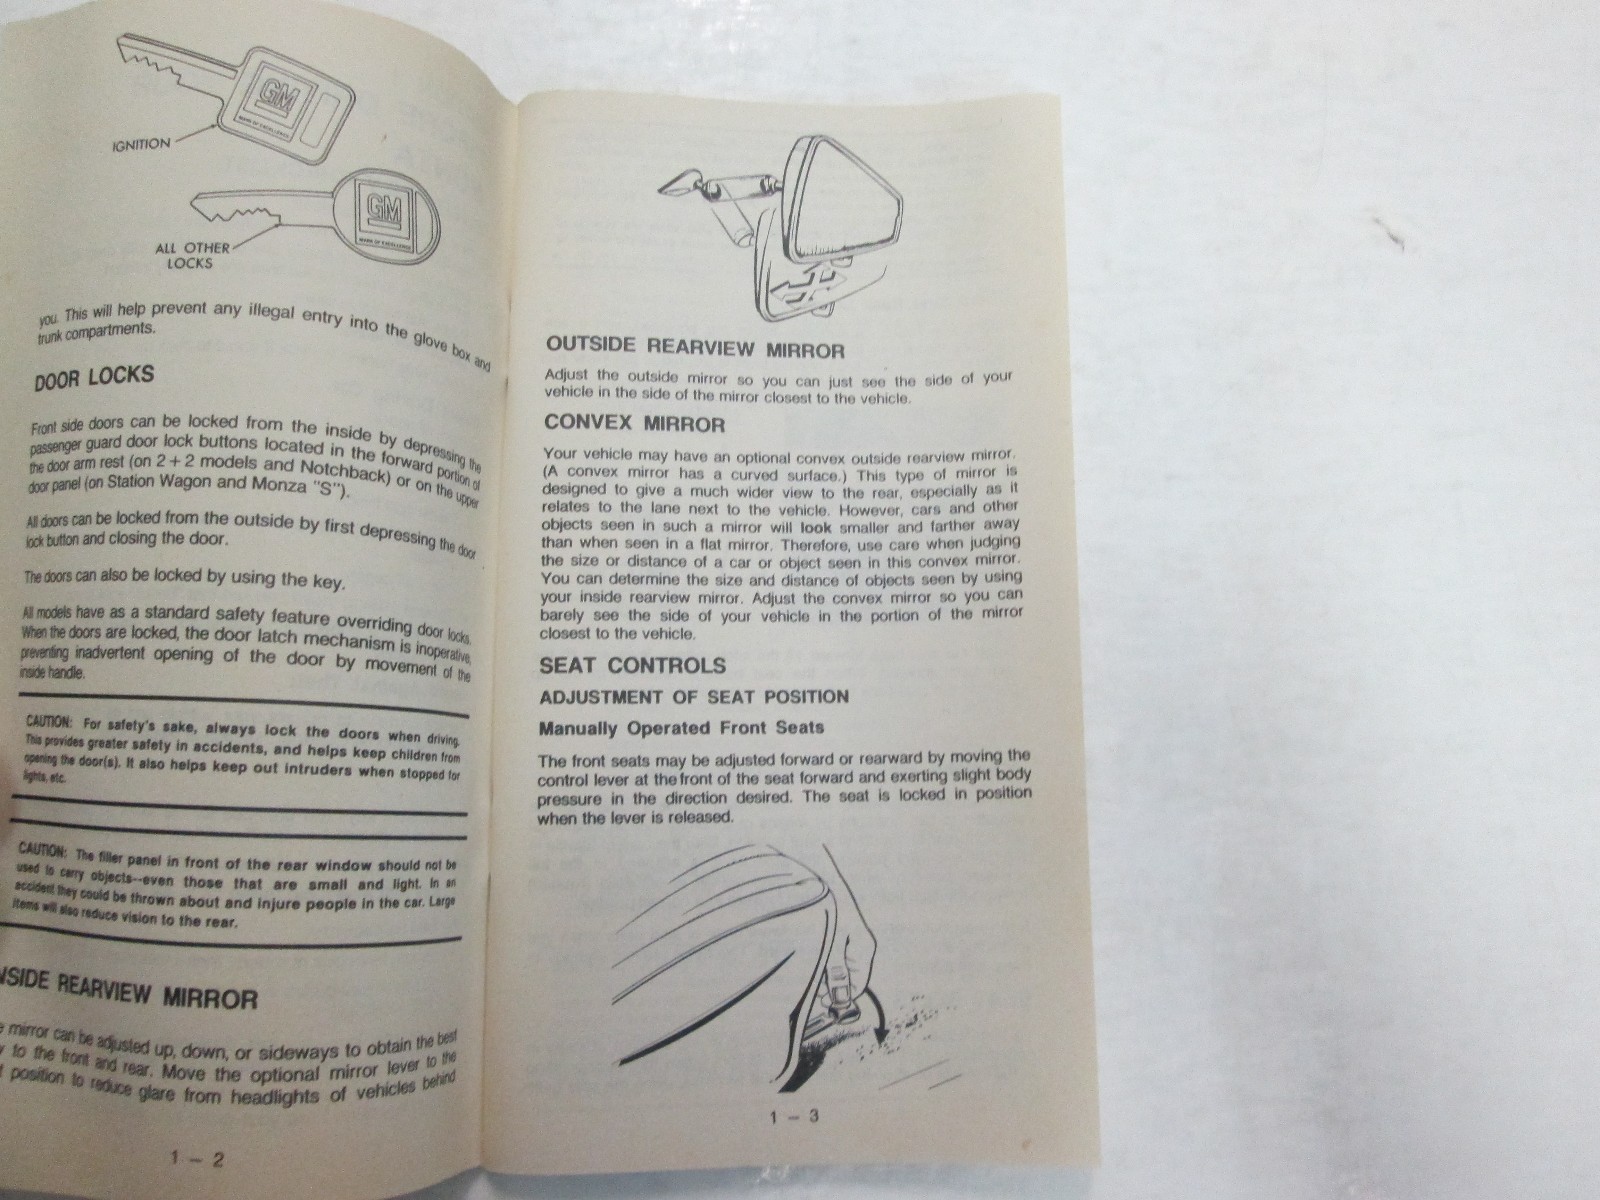 GM
MARK OF EXCELLENCE
IGNITION
GM
MARK OF EXCELLENCE
ALL OTHER
LOCKS
you. This will help prevent any illegal entry into the glove box and
trunk compartments.
DOOR LOCKS
Front side doors can be locked from the inside by depressing the
passenger guard door lock buttons located in the forward portion of
the door arm rest (on 2 + 2 models and Notchback) or on the upper
door panel (on Station Wagon and Monza "S").
All doors can be locked from the outside by first depressing the door
lock button and closing the door.
The doors can also be locked by using the key.
All models have as a standard safety feature overriding door locks.
When the doors are locked, the door latch mechanism is inoperative,
preventing inadvertent opening of the door by movement of the
inside handle.
CAUTION: For safety's sake, always lock the doors when driving.
This provides greater safety in accidents, and helps keep children from
opening the door(s). It also helps keep out intruders when stopped for
lights, etc.
CAUTION: The filler panel in front of the rear window should not be
used to carry objects--even those that are small and light. In an
accident they could be thrown about and injure people in the car. Large
items will also reduce vision to the rear.
NSIDE REARVIEW MIRROR
e mirror can be adjusted up, down, or sideways to obtain the best
to the front and rear. Move the optional mirror lever to the
position to reduce glare from headlights of vehicles behind
1 – 2
OUTSIDE REARVIEW MIRROR
Adjust the outside mirror so you can just see the side of your
vehicle in the side of the mirror closest to the vehicle.
CONVEX MIRROR
Your vehicle may have an optional convex outside rearview mirror.
(A convex mirror has a curved surface.) This type of mirror is
designed to give a much wider view to the rear, especially as it
relates to the lane next to the vehicle. However, cars and other
objects seen in such a mirror will look smaller and farther away
than when seen in a flat mirror. Therefore, use care when judging
the size or distance of a car or object seen in this convex mirror.
You can determine the size and distance of objects seen by using
your inside rearview mirror. Adjust the convex mirror so you can
barely see the side of your vehicle in the portion of the mirror
closest to the vehicle.
SEAT CONTROLS
ADJUSTMENT OF SEAT POSITION
Manually Operated Front Seats
The front seats may be adjusted forward or rearward by moving the
control lever at the front of the seat forward and exerting slight body
pressure in the direction desired. The seat is locked in position
when the lever is released.
1 – 3